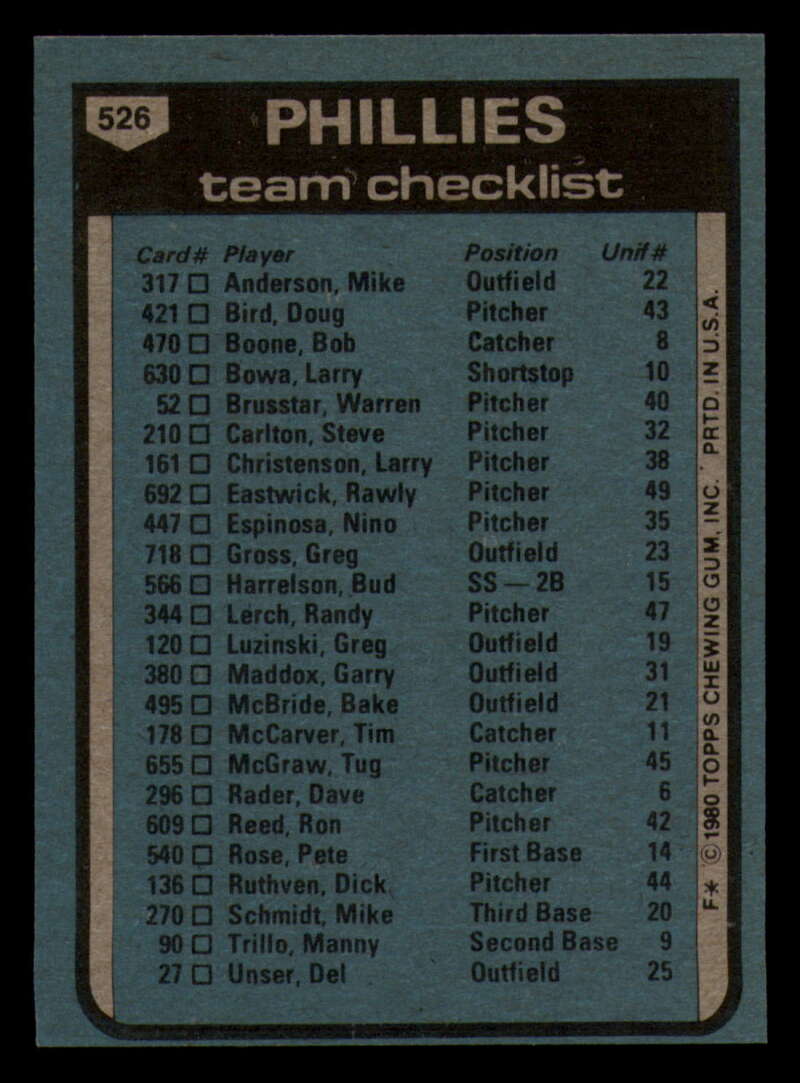 526
PHILLIES
team checklist
Card# Player Position Unif#
317 Anderson, Mike Outfield 22
421 Bird, Doug Pitcher 43
470 Boone, Bob Catcher 8
630 Bowa, Larry Shortstop 10
52 Brusstar, Warren Pitcher 40
210 Carlton, Steve Pitcher 32
161 Christenson, Larry Pitcher 38
692 Eastwick, Rawly Pitcher 49
447 Espinosa, Nino Pitcher 35
718 Gross, Greg Outfield 23
566 Harrelson, Bud SS — 2B 15
344 Lerch, Randy Pitcher 47
120 Luzinski, Greg Outfield 19
380 Maddox, Garry Outfield 31
495 McBride, Bake Outfield 21
178 McCarver, Tim Catcher 11
655 McGraw, Tug Pitcher 45
296 Rader, Dave Catcher 6
609 Reed, Ron Pitcher 42
540 Rose, Pete First Base 14
136 Ruthven, Dick Pitcher 44
270 Schmidt, Mike Third Base 20
90 Trillo, Manny Second Base 9
27 Unser, Del Outfield 25
F* © 1980 TOPPS CHEWING GUM, INC. PRTD. IN U.S.A.